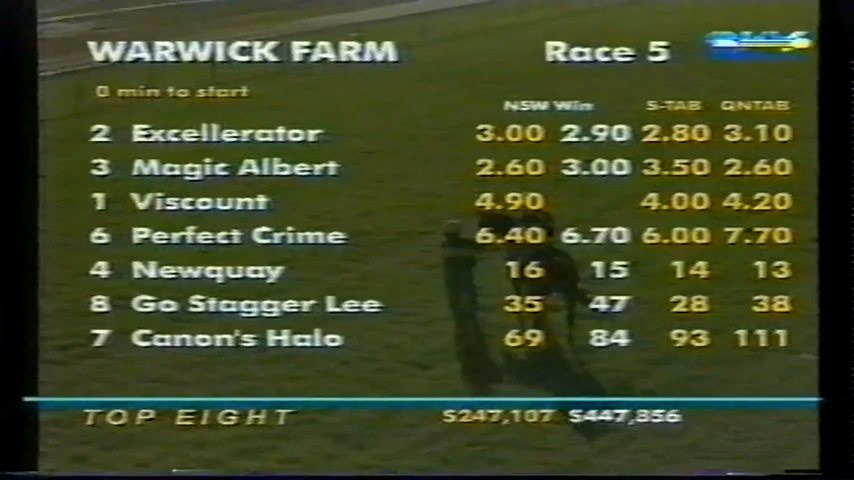 WARWICK FARM Race 5
0 min to start
NSW Win S-TAB QNTAB
2 Excellerator 3.00 2.90 2.80 3.10
3 Magic Albert 2.60 3.00 3.50 2.60
1 Viscount 4.90 4.00 4.20
6 Perfect Crime 6.40 6.70 6.00 7.70
4 Newquay 16 15 14 13
8 Go Stagger Lee 35 47 28 38
7 Canon's Halo 69 84 93 111
TOP EIGHT $247,107 $447,856